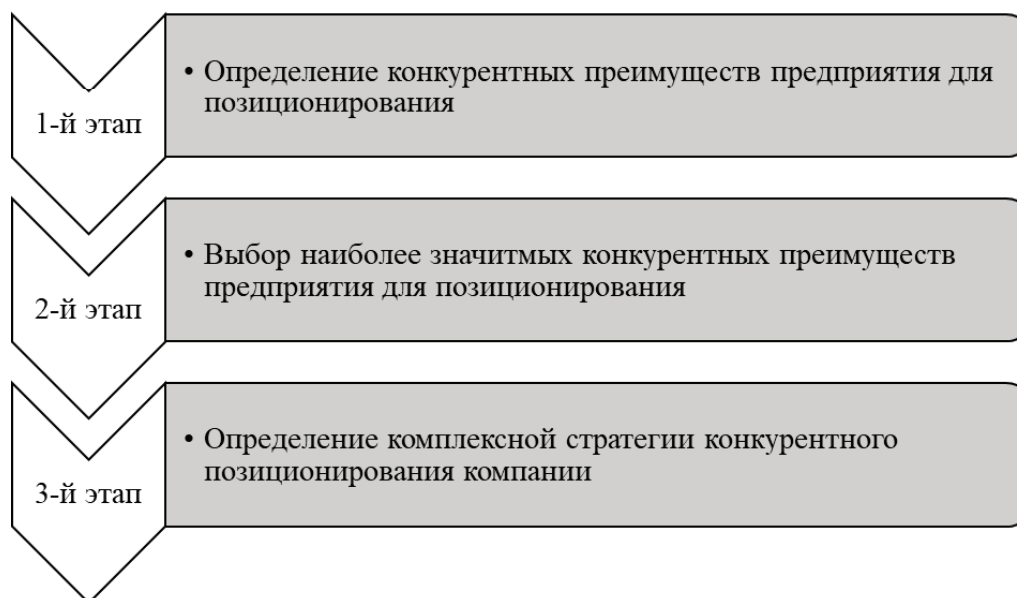 1-й этап
• Определение конкурентных преимуществ предприятия для
позиционирования
2-й этап
• Выбор наиболее значитмых конкурентных преимуществ
предприятия для позиционирования
3-й этап
• Определение комплексной стратегии конкурентного
позиционирования компании